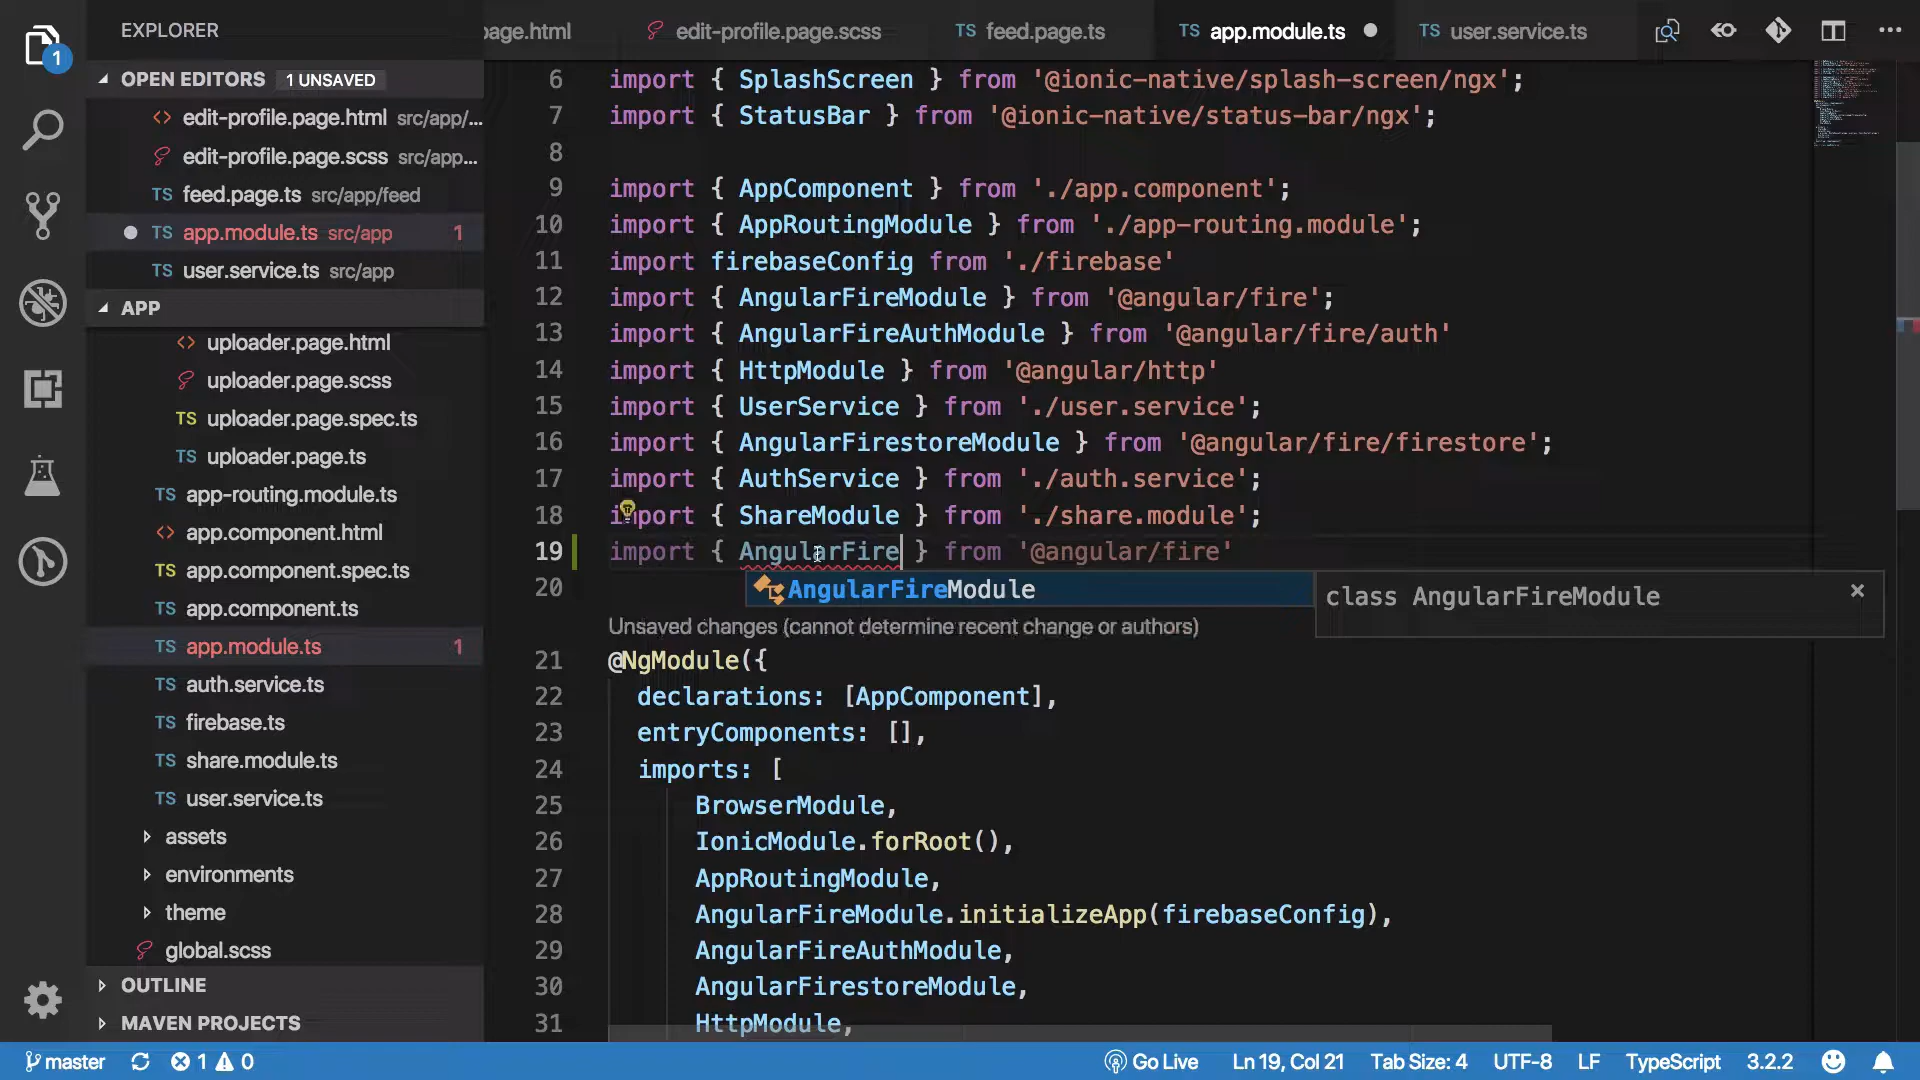 EXPLORER
page.html
edit-profile.page.scss
TS feed.page.ts
TS app.module.ts
TS user.service.ts
1
OPEN EDITORS 1 UNSAVED
<> edit-profile.page.html src/app/...
edit-profile.page.scss src/app...
TS feed.page.ts src/app/feed
TS app.module.ts src/app 1
TS user.service.ts src/app
APP
<> uploader.page.html
uploader.page.scss
TS uploader.page.spec.ts
TS uploader.page.ts
TS app-routing.module.ts
<> app.component.html
TS app.component.spec.ts
TS app.component.ts
TS app.module.ts 1
TS auth.service.ts
TS firebase.ts
TS share.module.ts
TS user.service.ts
assets
environments
theme
global.scss
OUTLINE
MAVEN PROJECTS
6 import { SplashScreen } from '@ionic-native/splash-screen/ngx';
7 import { StatusBar } from '@ionic-native/status-bar/ngx';
8
9 import { AppComponent } from './app.component';
10 import { AppRoutingModule } from './app-routing.module';
11 import firebaseConfig from './firebase'
12 import { AngularFireModule } from '@angular/fire';
13 import { AngularFireAuthModule } from '@angular/fire/auth'
14 import { HttpModule } from '@angular/http'
15 import { UserService } from './user.service';
16 import { AngularFirestoreModule } from '@angular/fire/firestore';
17 import { AuthService } from './auth.service';
18 import { ShareModule } from './share.module';
19 import { AngularFire } from '@angular/fire'
20
AngularFireModule
class AngularFireModule ×
Unsaved changes (cannot determine recent change or authors)
21 @NgModule({
22 declarations: [AppComponent],
23 entryComponents: [],
24 imports: [
25 BrowserModule,
26 IonicModule.forRoot(),
27 AppRoutingModule,
28 AngularFireModule.initializeApp(firebaseConfig),
29 AngularFireAuthModule,
30 AngularFirestoreModule,
31 HttpModule,
master 1 0 Go Live Ln 19, Col 21 Tab Size: 4 UTF-8 LF TypeScript 3.2.2